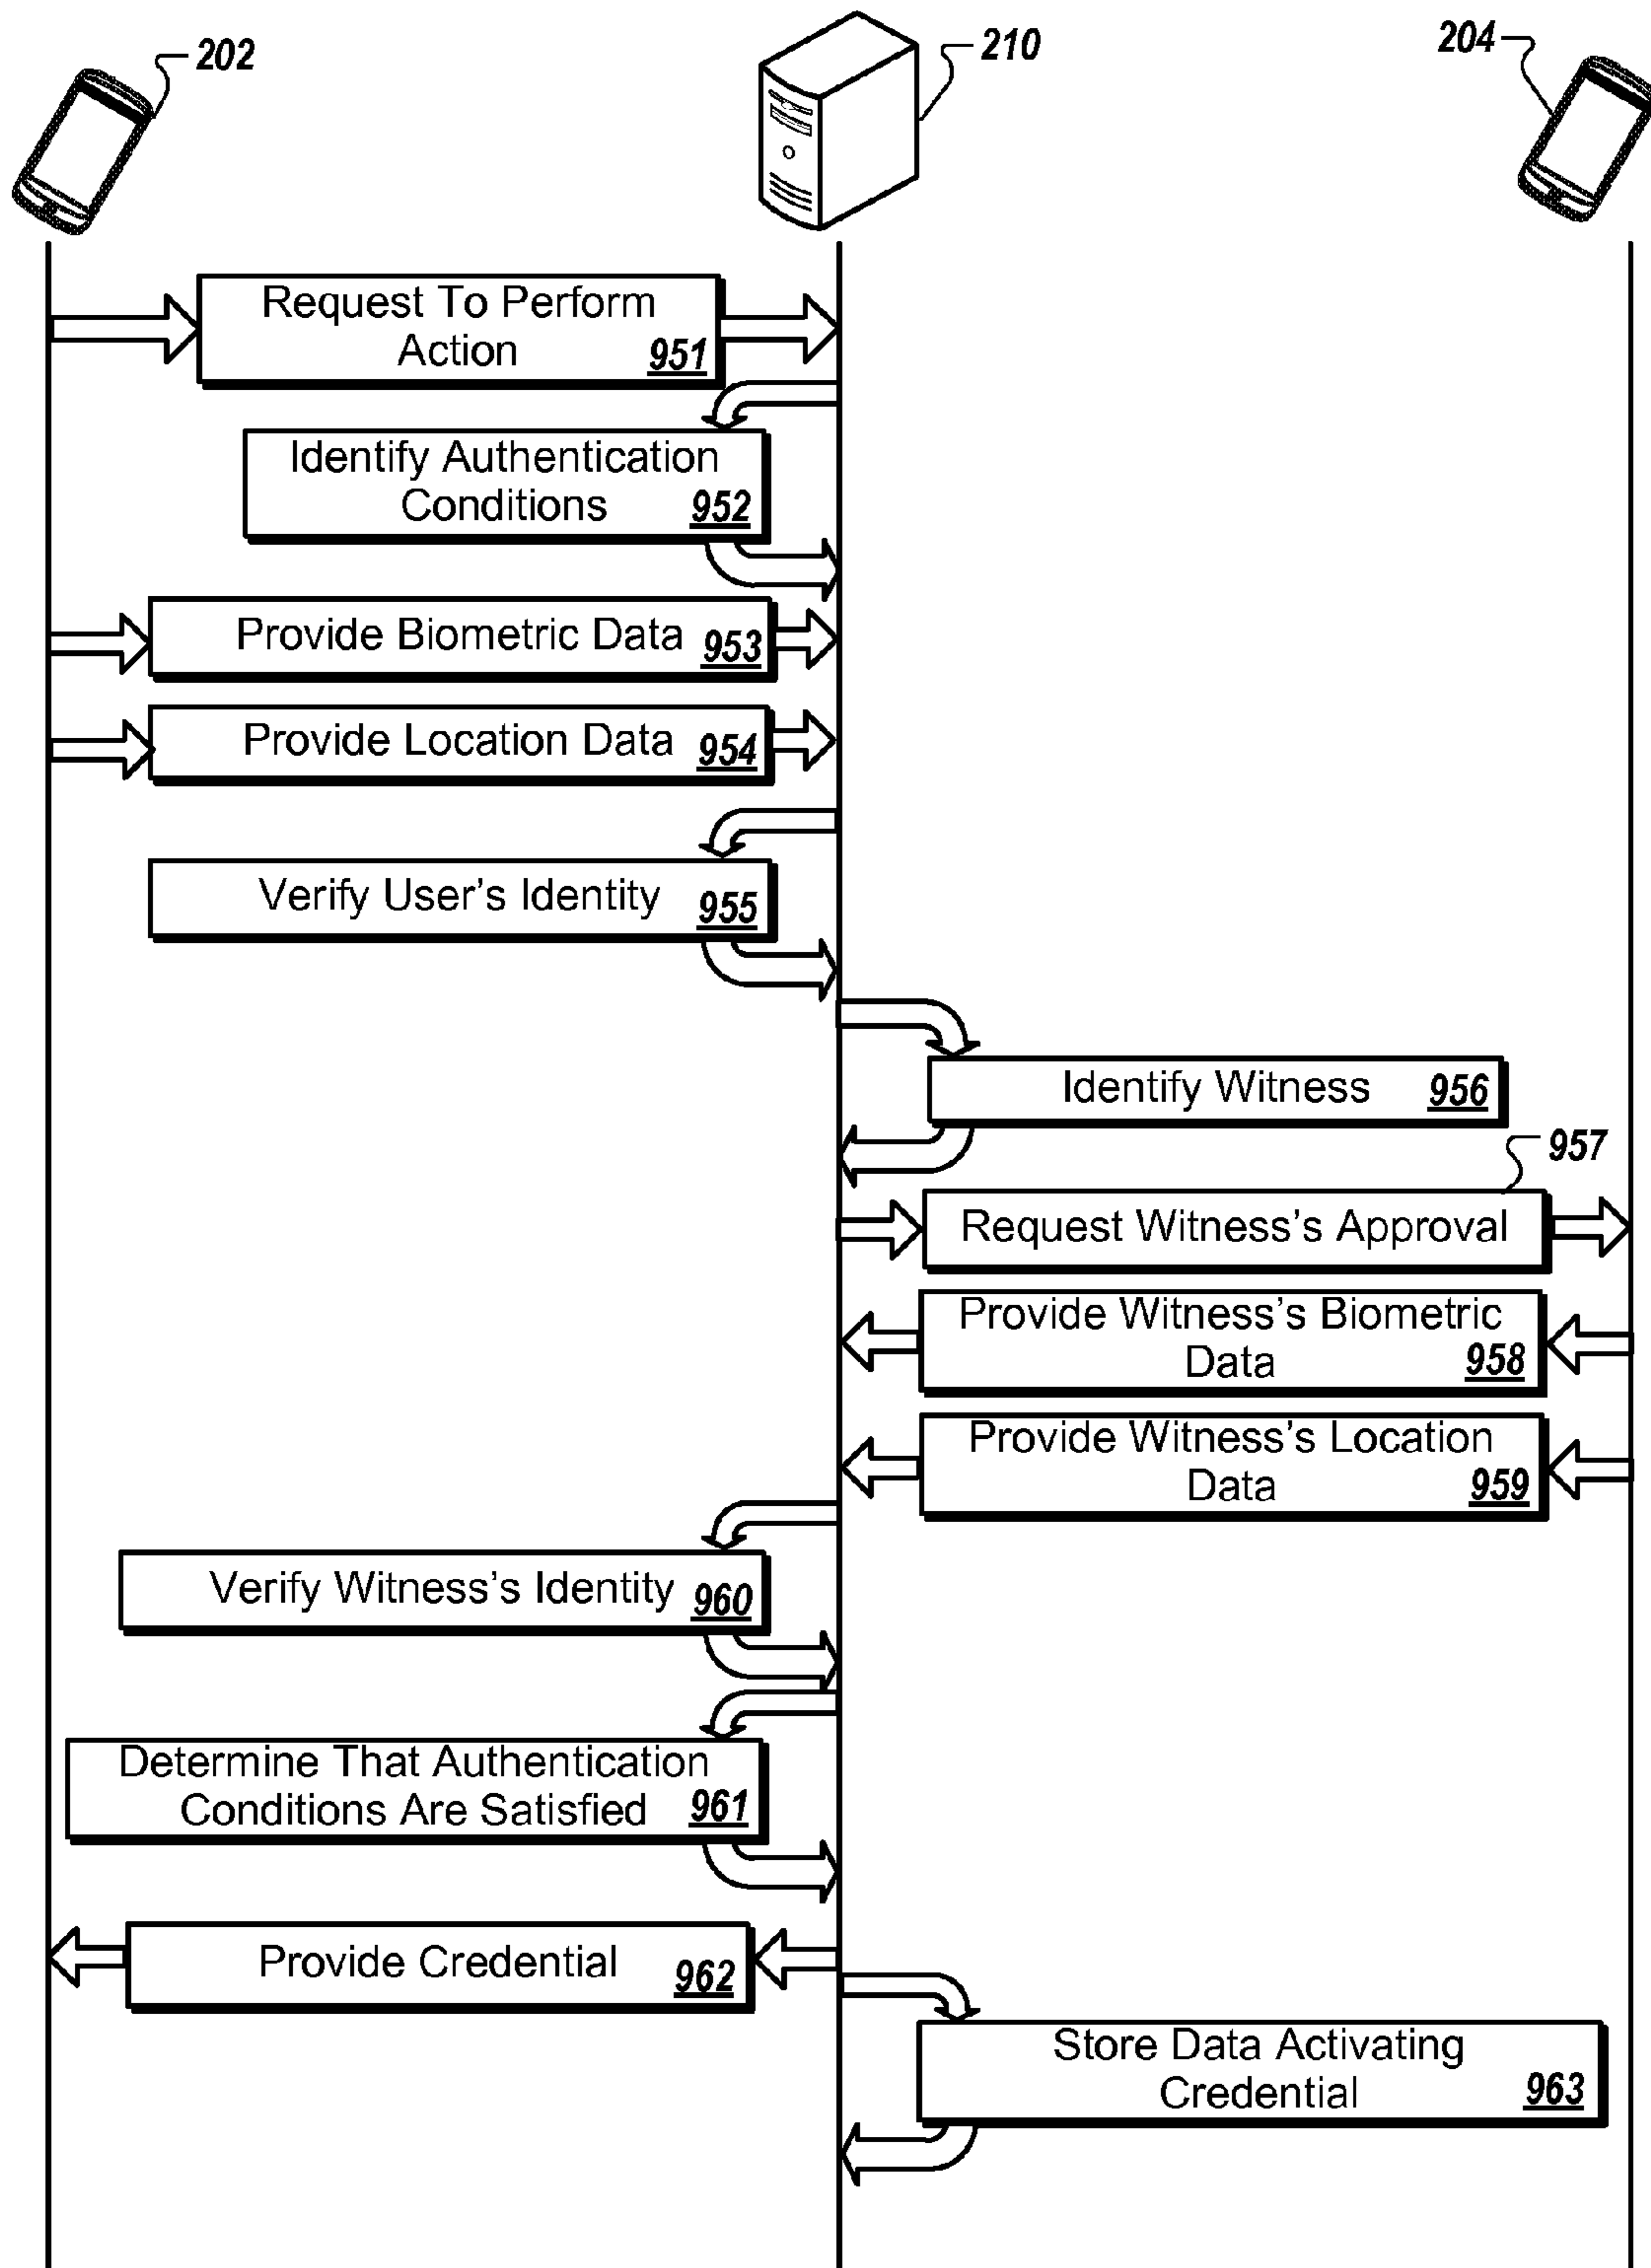 202
210
204
Request To Perform
Action 951
Identify Authentication
Conditions 952
Provide Biometric Data 953
Provide Location Data 954
Verify User's Identity 955
Identify Witness 956
957
Request Witness's Approval
Provide Witness's Biometric
Data 958
Provide Witness's Location
Data 959
Verify Witness's Identity 960
Determine That Authentication
Conditions Are Satisfied 961
Provide Credential 962
Store Data Activating
Credential 963